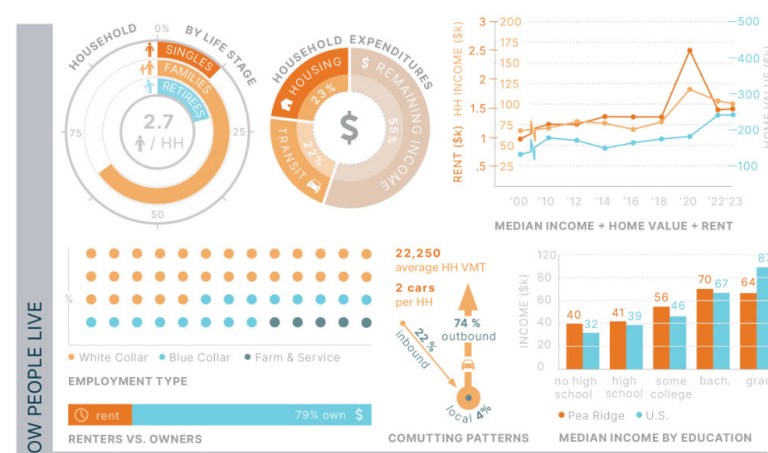 OW PEOPLE LIVE
HOUSEHOLD BY LIFE STAGE
0%
25
50
75
SINGLES
FAMILIES
RETIREES
2.7
/ HH
HOUSEHOLD EXPENDITURES
HOUSING
23%
TRANSIT
22%
$ REMAINING INCOME
55%
$
RENT ($k) HH INCOME ($k)
3 200 500
175
2 150 400
2.5 125
1.5 100 300
1 75 200
50
.5 25 100
HOME VALUE ($k)
'00 '10 '12 '14 '16 '18 '20 '22 '23
MEDIAN INCOME + HOME VALUE + RENT
%
White Collar Blue Collar Farm & Service
EMPLOYMENT TYPE
rent 79% own $
RENTERS VS. OWNERS
22,250
average HH VMT
2 cars
per HH
74 %
outbound
22 %
inbound
local 4%
COMUTTING PATTERNS
INCOME ($k)
120
80
60
40
20
0
40 32 41 39 56 46 70 67 64 87
no high school
high school
some college
bach.
grad
Pea Ridge U.S.
MEDIAN INCOME BY EDUCATION